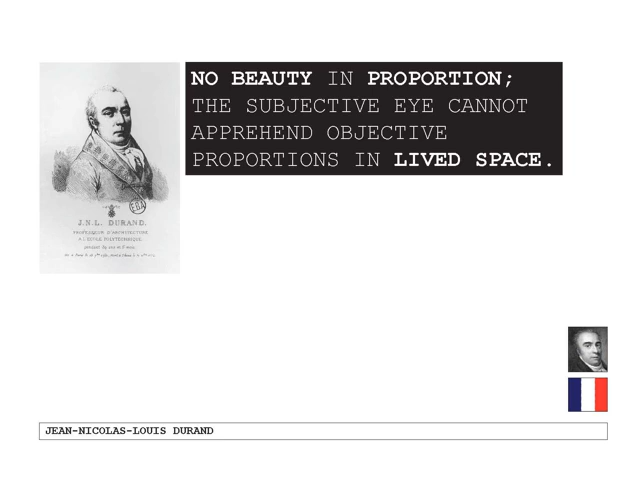 NO BEAUTY IN PROPORTION;
THE SUBJECTIVE EYE CANNOT
APPREHEND OBJECTIVE
PROPORTIONS IN LIVED SPACE.
EBA
J.N.L. DURAND.
PROFESSEUR D'ARCHITECTURE
A L'ECOLE POLYTECHNIQUE
JEAN-NICOLAS-LOUIS DURAND